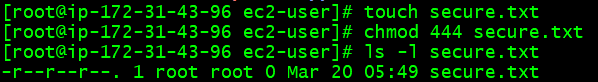 [root@ip-172-31-43-96 ec2-user]# touch secure.txt
[root@ip-172-31-43-96 ec2-user]# chmod 444 secure.txt
[root@ip-172-31-43-96 ec2-user]# ls -l secure.txt
-r--r--r--. 1 root root 0 Mar 20 05:49 secure.txt